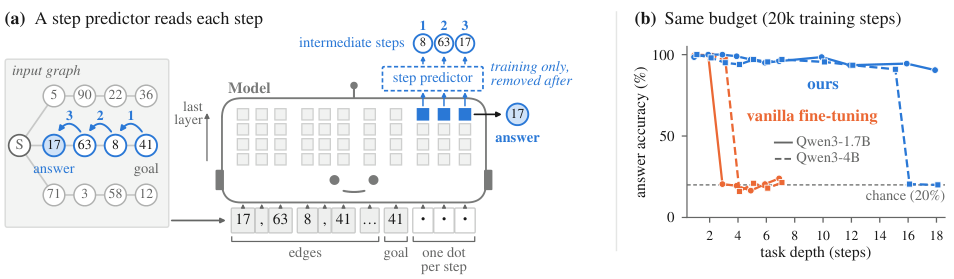 (a) A step predictor reads each step
input graph
5 90 22 36
3 2 1
S 17 63 8 41
answer goal
71 3 58 12
last
layer
Model
1 2 3
intermediate steps 8 63 17
step predictor
training only,
removed after
17
answer
17 , 63 8 , 41 ... 41 · · ·
edges goal one dot
per step
(b) Same budget (20k training steps)
answer accuracy (%)
100
50
0
ours
vanilla fine-tuning
Qwen3-1.7B
Qwen3-4B
chance (20%)
2 4 6 8 10 12 14 16 18
task depth (steps)